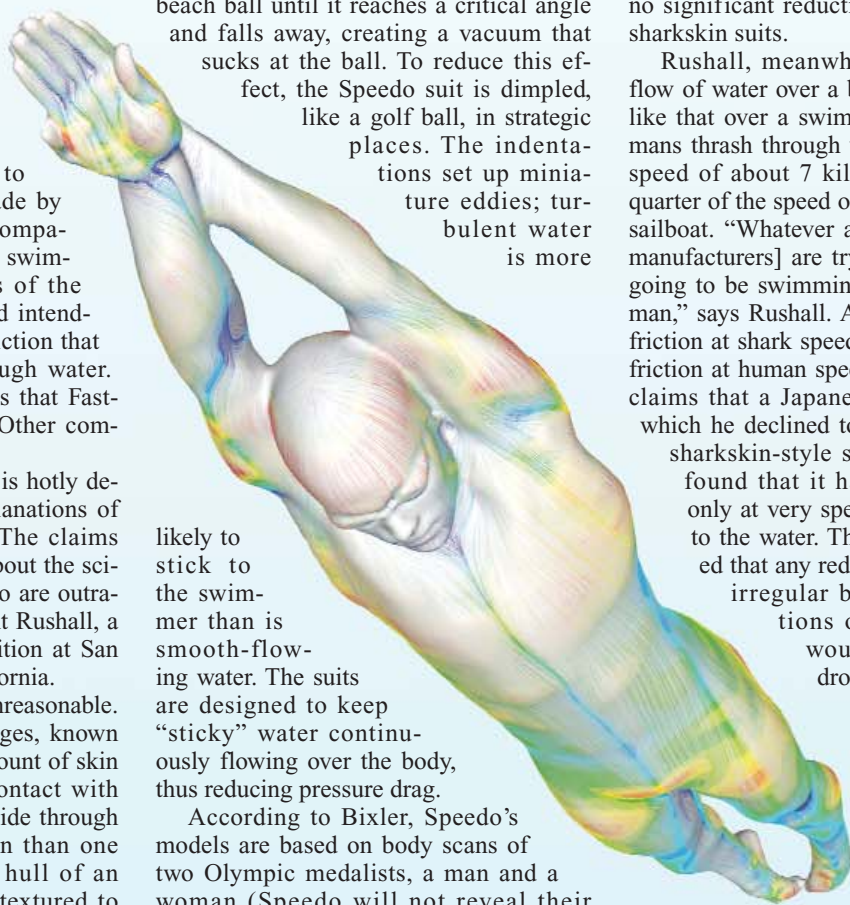 to
de by
ompa-
swim-
s of the
d intend-
ction that
ugh water.
s that Fast-
Other com-
is hotly de-
anations of
The claims
out the sci-
o are outra-
t Rushall, a
ition at San
ornia.
nreasonable.
ges, known
ount of skin
ontact with
ide through
n than one
hull of an
textured to
beach ball until it reaches a critical angle
and falls away, creating a vacuum that
sucks at the ball. To reduce this ef-
fect, the Speedo suit is dimpled,
like a golf ball, in strategic
places. The indenta-
tions set up minia-
ture eddies; tur-
bulent water
is more
likely to
stick to
the swim-
mer than is
smooth-flow-
ing water. The suits
are designed to keep
“sticky” water continu-
ously flowing over the body,
thus reducing pressure drag.
According to Bixler, Speedo’s
models are based on body scans of
two Olympic medalists, a man and a
woman (Speedo will not reveal their
no significant reducti
sharkskin suits.
Rushall, meanwh
flow of water over a b
like that over a swim
mans thrash through
speed of about 7 kil
quarter of the speed o
sailboat. “Whatever a
manufacturers] are try
going to be swimmin
man,” says Rushall. A
friction at shark speed
friction at human spee
claims that a Japane
which he declined to
sharkskin-style s
found that it h
only at very spe
to the water. Th
ed that any red
irregular b
tions o
wou
dro